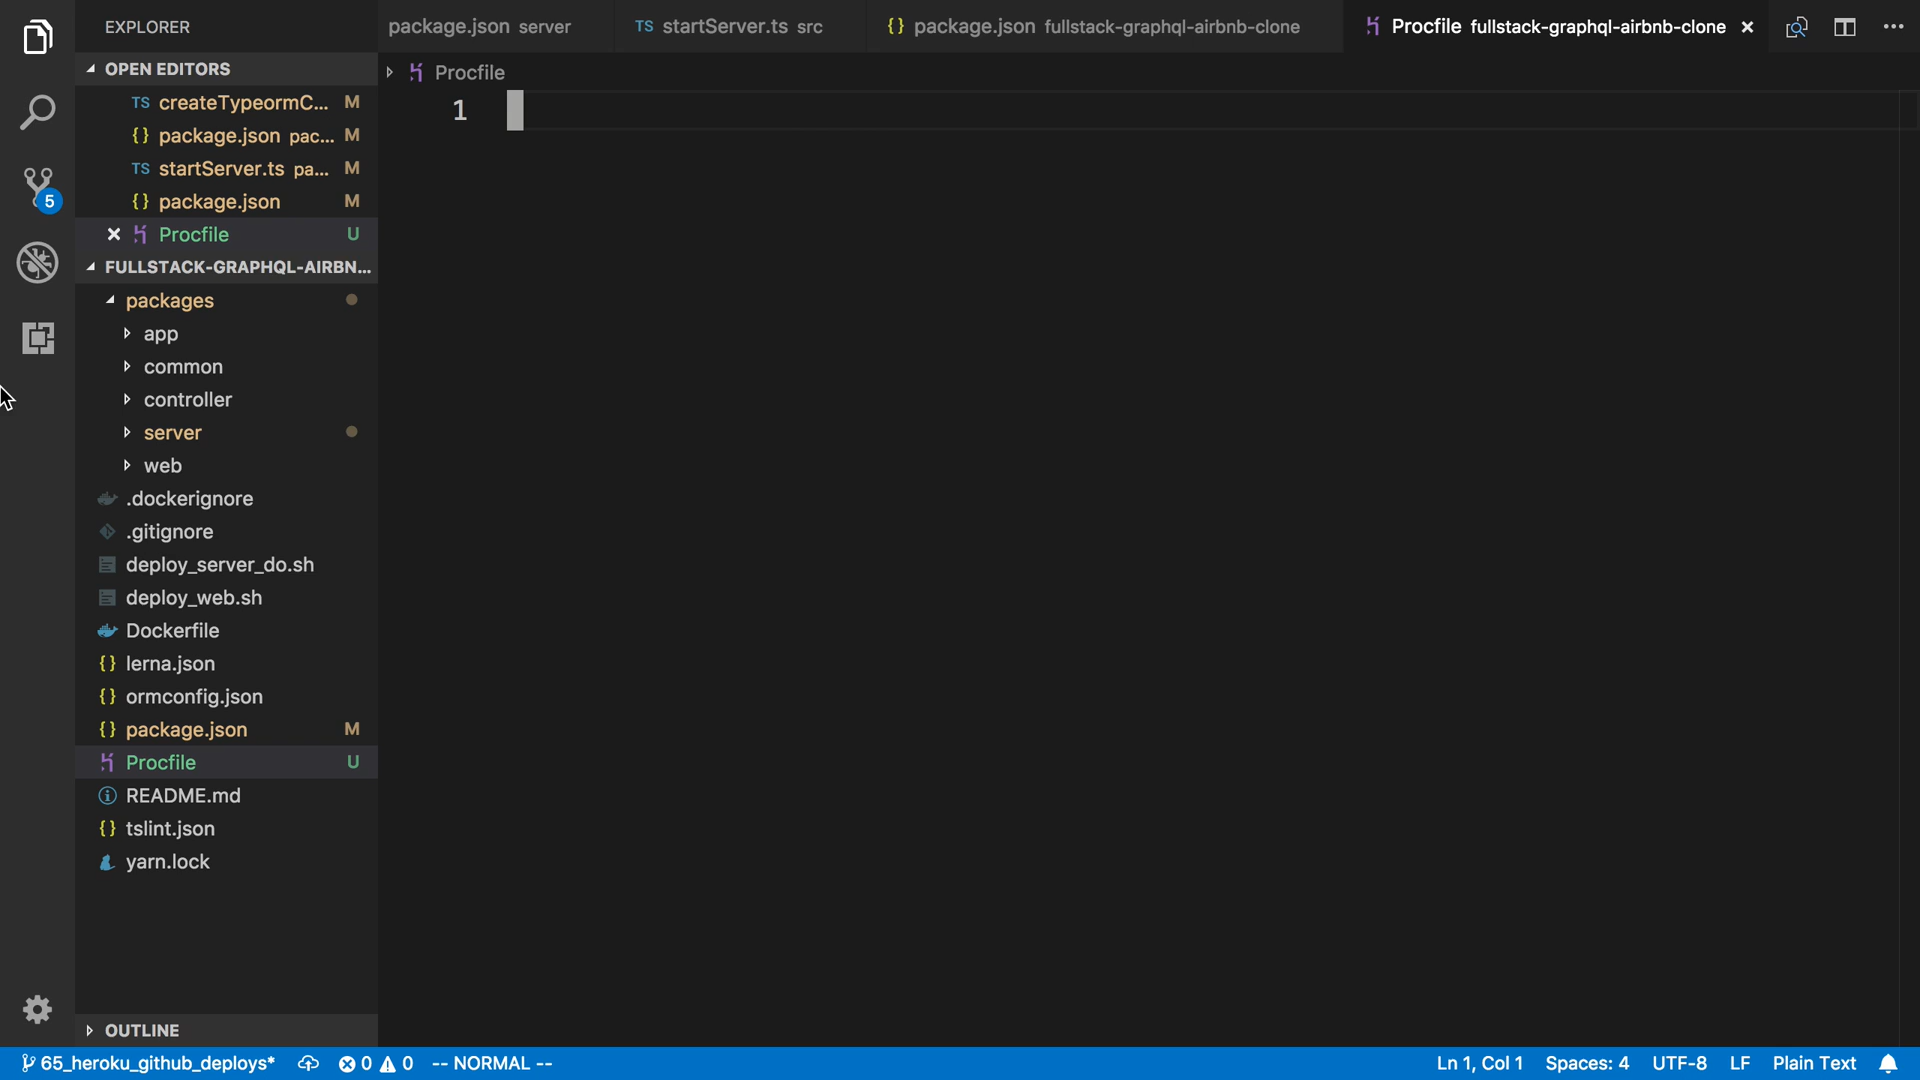 EXPLORER
package.json server
TS startServer.ts src
{} package.json fullstack-graphql-airbnb-clone
Procfile fullstack-graphql-airbnb-clone
OPEN EDITORS
Procfile
TS createTypeormC... M
{} package.json pac... M
TS startServer.ts pa... M
{} package.json M
Procfile U
1
FULLSTACK-GRAPHQL-AIRBN...
packages
app
common
controller
server
web
.dockerignore
.gitignore
deploy_server_do.sh
deploy_web.sh
Dockerfile
{} lerna.json
{} ormconfig.json
{} package.json M
Procfile U
README.md
{} tslint.json
yarn.lock
5
OUTLINE
65_heroku_github_deploys* 0 0 -- NORMAL -- Ln 1, Col 1 Spaces: 4 UTF-8 LF Plain Text